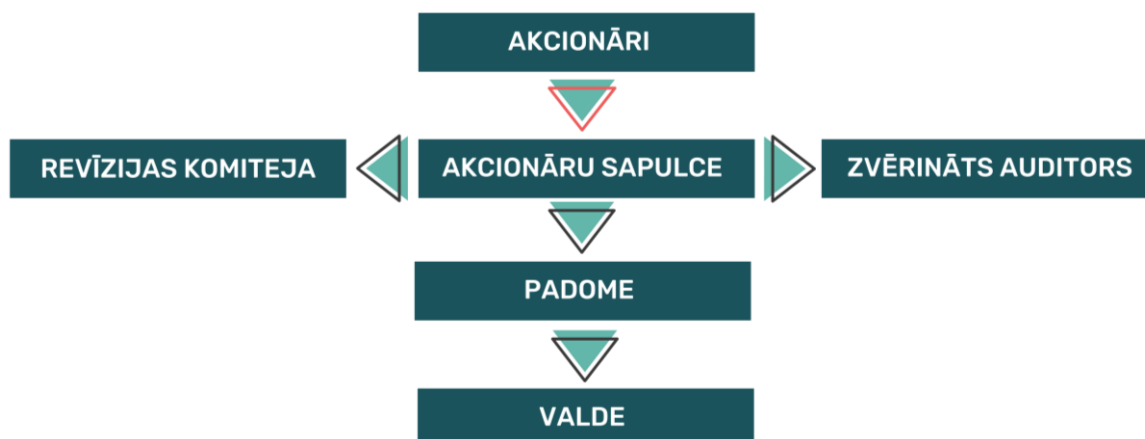 AKCIONĀRI
REVĪZIJAS KOMITEJA
AKCIONĀRU SAPULCE
ZVĒRINĀTS AUDITORS
PADOME
VALDE